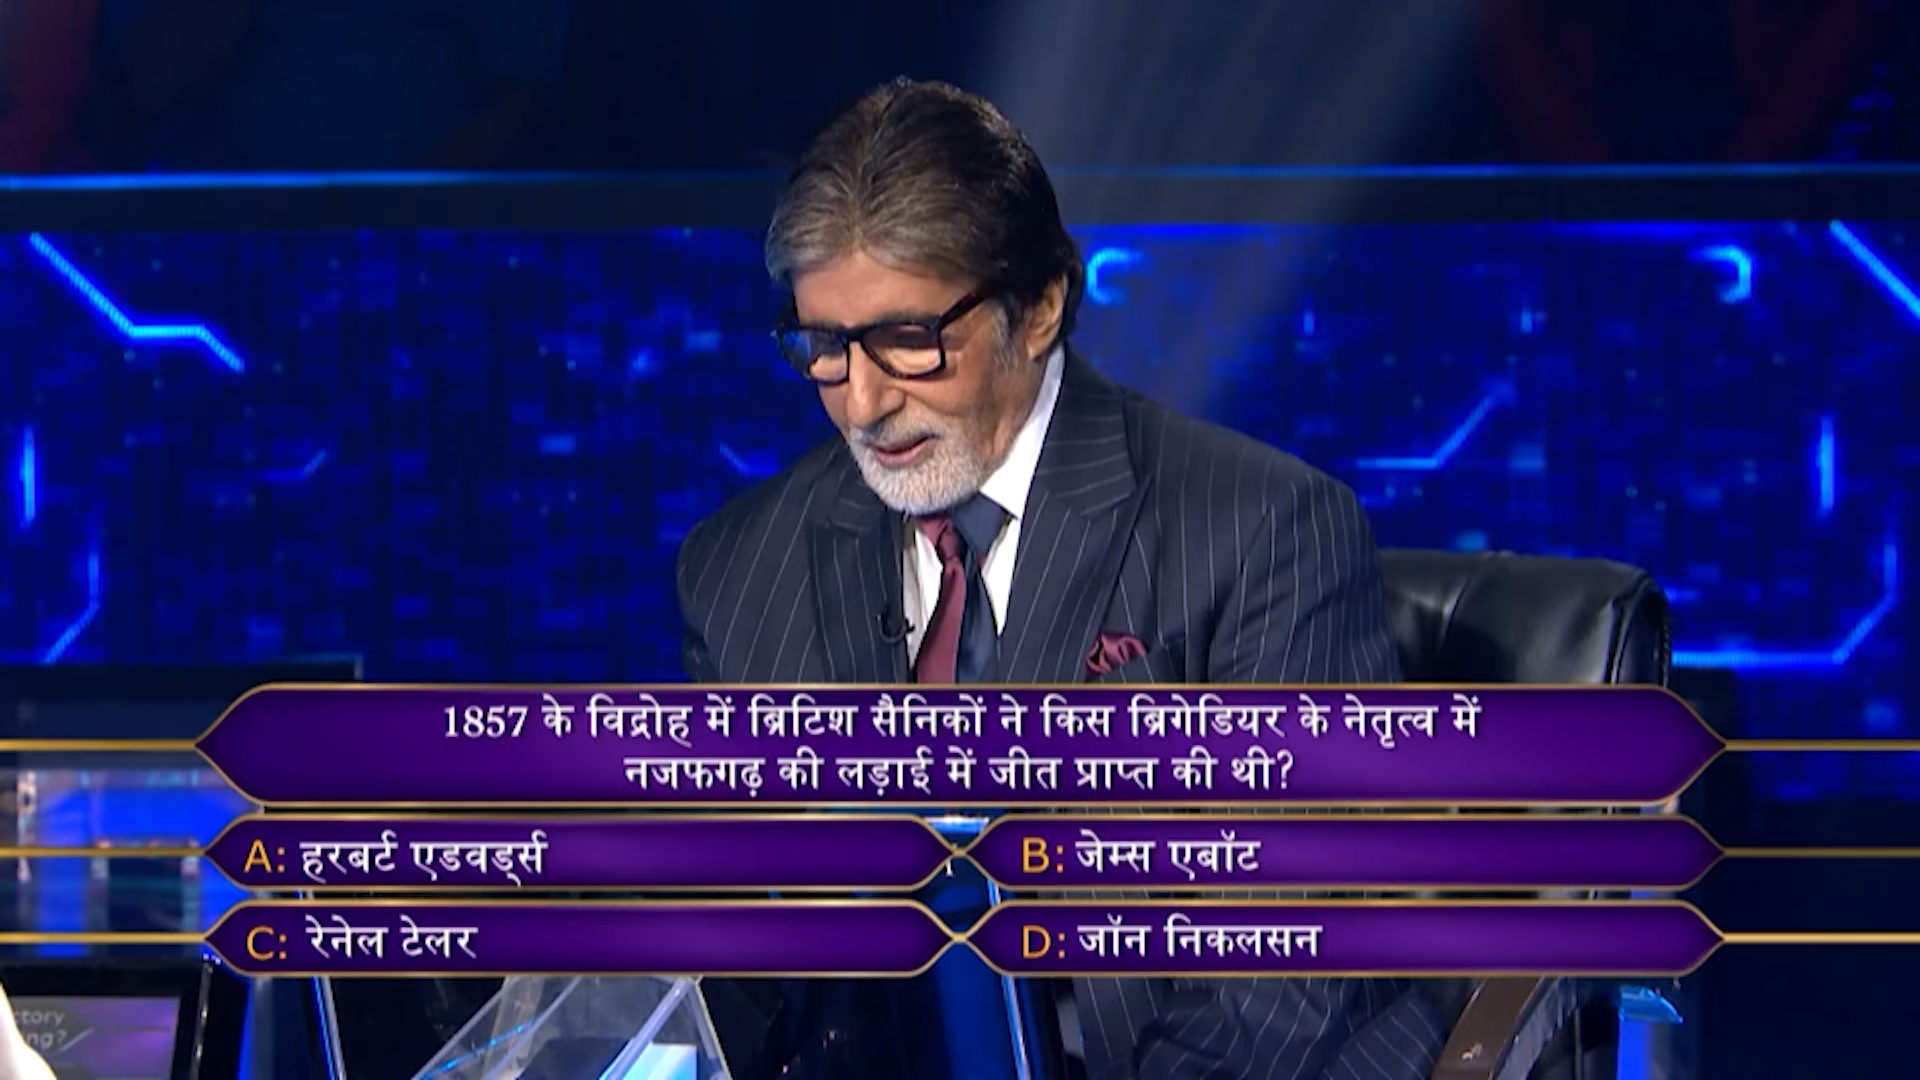 1857 के विद्रोह में ब्रिटिश सैनिकों ने किस ब्रिगेडियर के नेतृत्व में
नजफगढ़ की लड़ाई में जीत प्राप्त की थी?
A: हरबर्ट एडवर्ड्स
B: जेम्स एबॉट
C: रेनेल टेलर
D: जॉन निकलसन